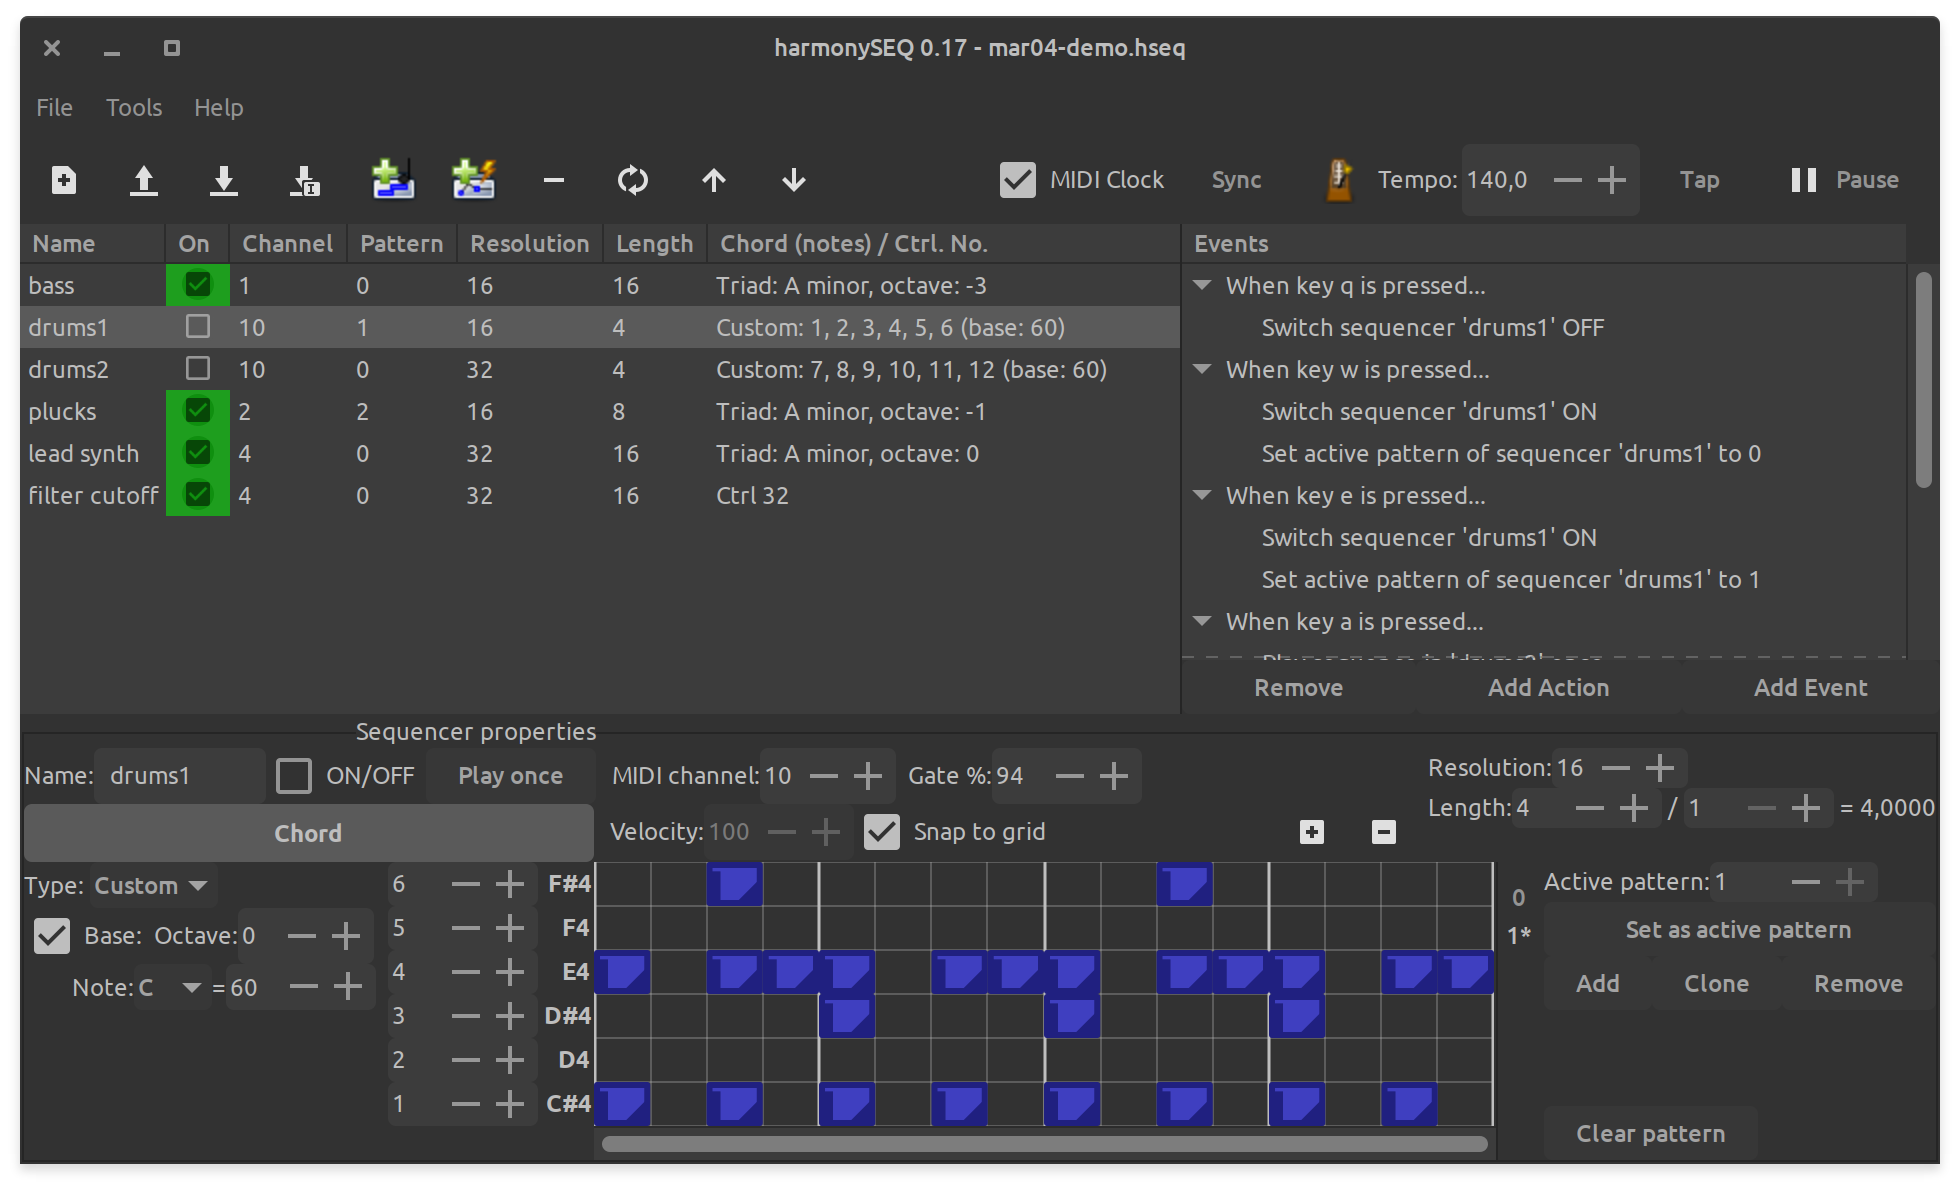 harmonySEQ 0.17 - mar04-demo.hseq
File Tools Help
MIDI Clock Sync Tempo: 140,0 Tap Pause
Name On Channel Pattern Resolution Length Chord (notes) / Ctrl. No.
bass 1 0 16 16 Triad: A minor, octave: -3
drums1 10 1 16 4 Custom: 1, 2, 3, 4, 5, 6 (base: 60)
drums2 10 0 32 4 Custom: 7, 8, 9, 10, 11, 12 (base: 60)
plucks 2 2 16 8 Triad: A minor, octave: -1
lead synth 4 0 32 16 Triad: A minor, octave: 0
filter cutoff 4 0 32 16 Ctrl 32
Events
When key q is pressed...
Switch sequencer 'drums1' OFF
When key w is pressed...
Switch sequencer 'drums1' ON
Set active pattern of sequencer 'drums1' to 0
When key e is pressed...
Switch sequencer 'drums1' ON
Set active pattern of sequencer 'drums1' to 1
When key a is pressed...
Remove Add Action Add Event
Sequencer properties
Name: drums1 ON/OFF Play once
Chord
Type: Custom
Base: Octave: 0
Note: C = 60
MIDI channel: 10 Gate %: 94
Velocity: 100 Snap to grid
Resolution: 16
Length: 4 / 1 = 4,0000
6 F#4
5 F4
4 E4
3 D#4
2 D4
1 C#4
0
1*
Active pattern: 1
Set as active pattern
Add Clone Remove
Clear pattern